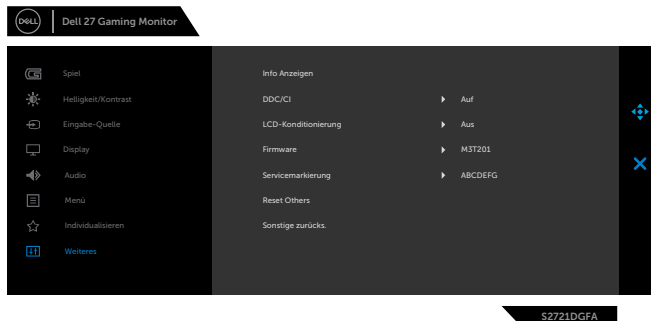 DELL Dell 27 Gaming Monitor
Spiel Info Anzeigen
Helligkeit/Kontrast DDC/CI Auf
Eingabe-Quelle LCD-Konditionierung Aus
Display Firmware M3T201
Audio Servicemarkierung ABCDEFG
Menü Reset Others
Individualisieren Sonstige zurücks.
Weiteres
S2721DGFA